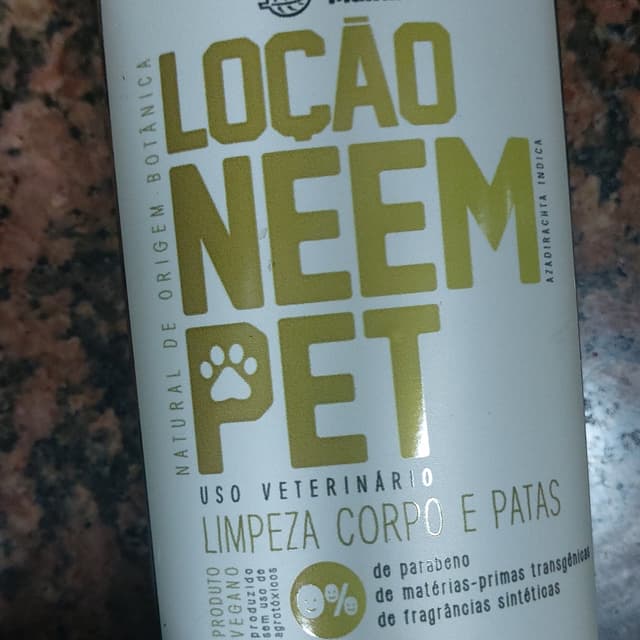 LOÇÃO
NEEM
PET
NATURAL DE ORIGEM BOTÂNICA
AZADIRACHTA INDICA
USO VETERINÁRIO
LIMPEZA CORPO E PATAS
PRODUTO
VEGANO
produzido
sem uso de
agrotóxicos
0%
de parabeno
de matérias-primas transgênicas
de fragrâncias sintéticas